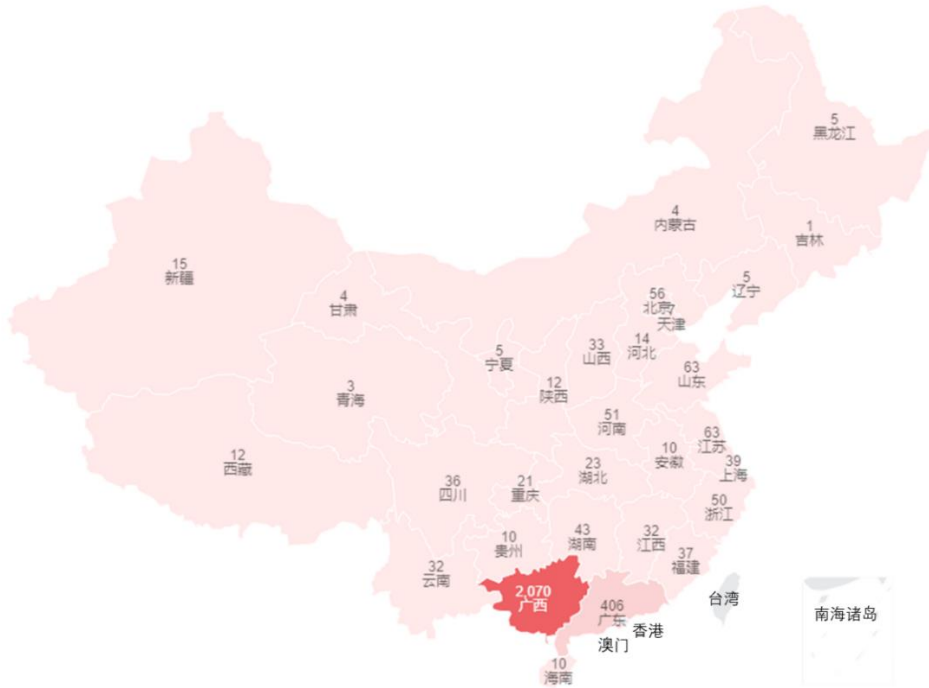 5
黑龙江
4
内蒙古
1
吉林
15
新疆
5
辽宁
4
甘肃
56
北京
7
天津
33
山西
14
河北
5
宁夏
63
山东
3
青海
12
陕西
51
河南
63
江苏
12
西藏
10
安徽
39
上海
23
湖北
36
四川
21
重庆
50
浙江
43
湖南
32
江西
10
贵州
37
福建
32
云南
2,070
广西
406
广东
台湾
香港
澳门
南海诸岛
10
海南